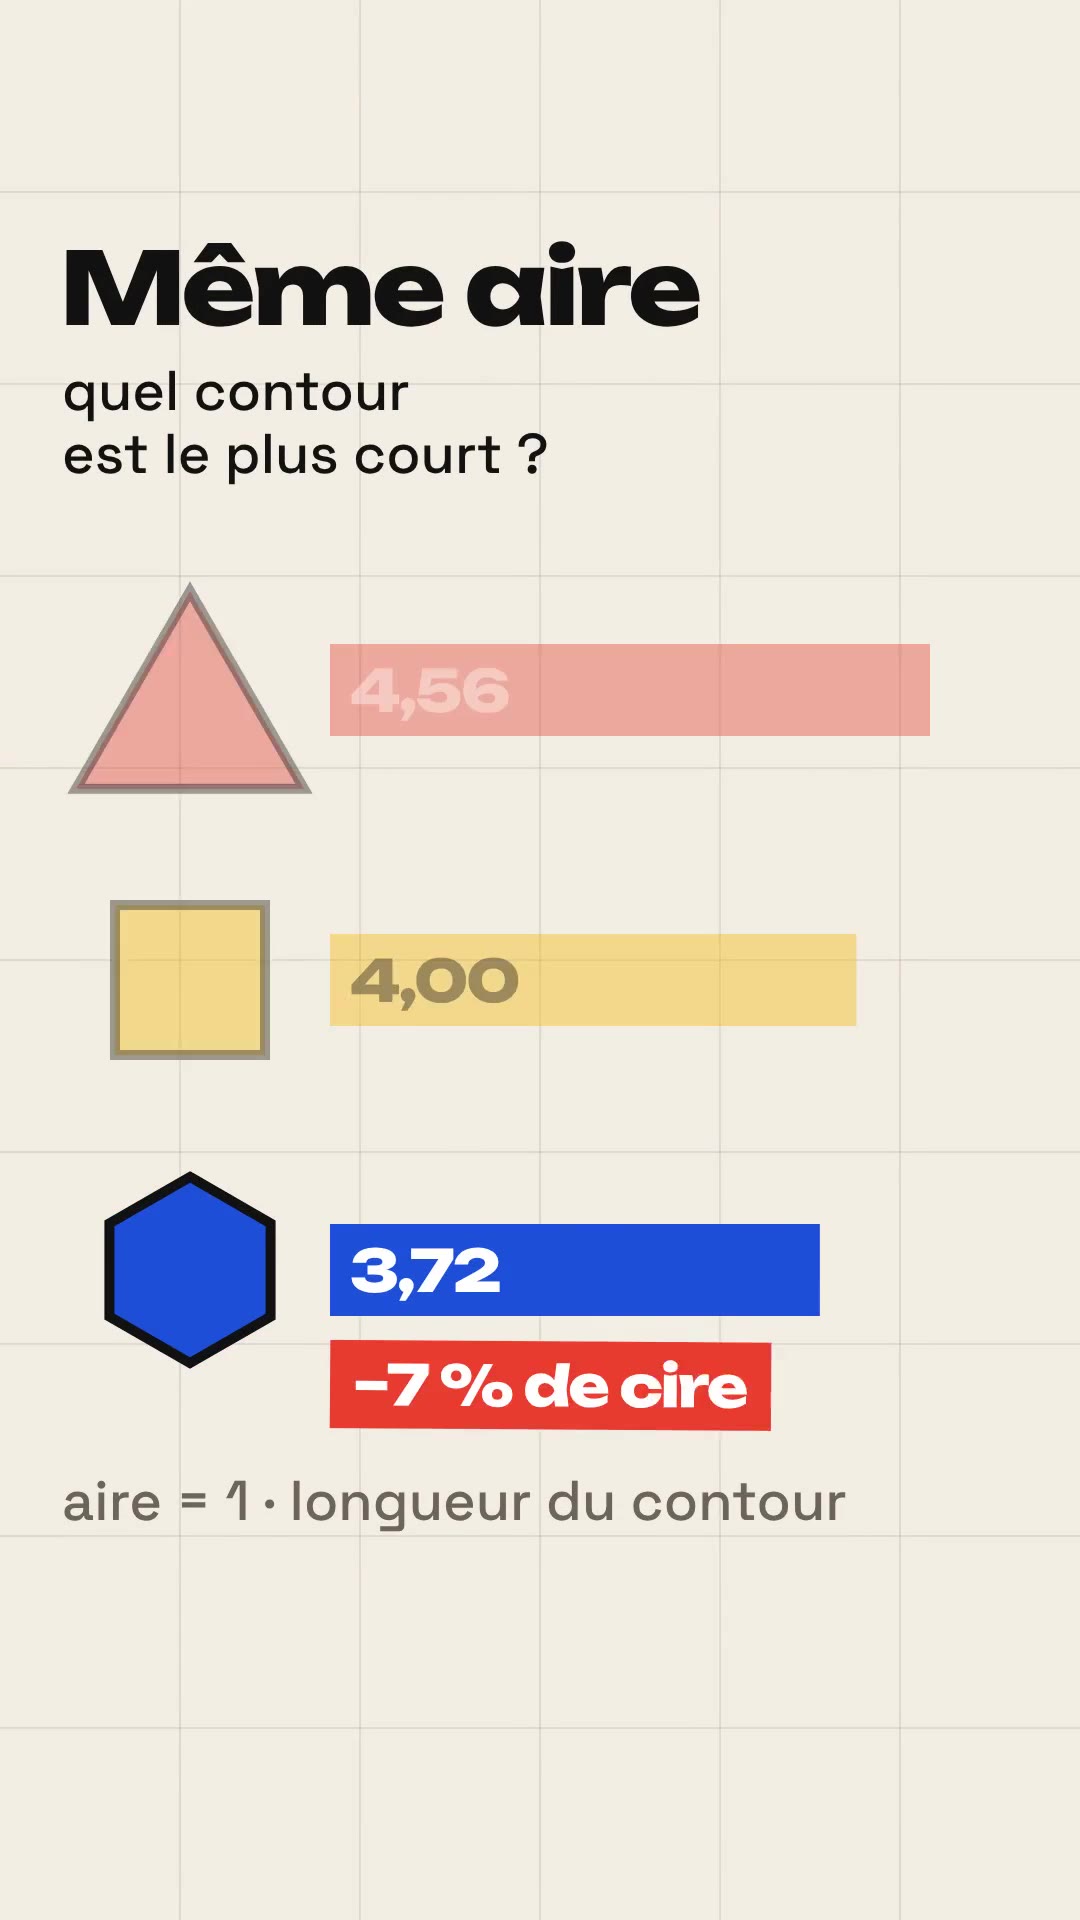 Même aire
quel contour
est le plus court ?
4,56
4,00
3,72
−7 % de cire
aire = 1 · longueur du contour